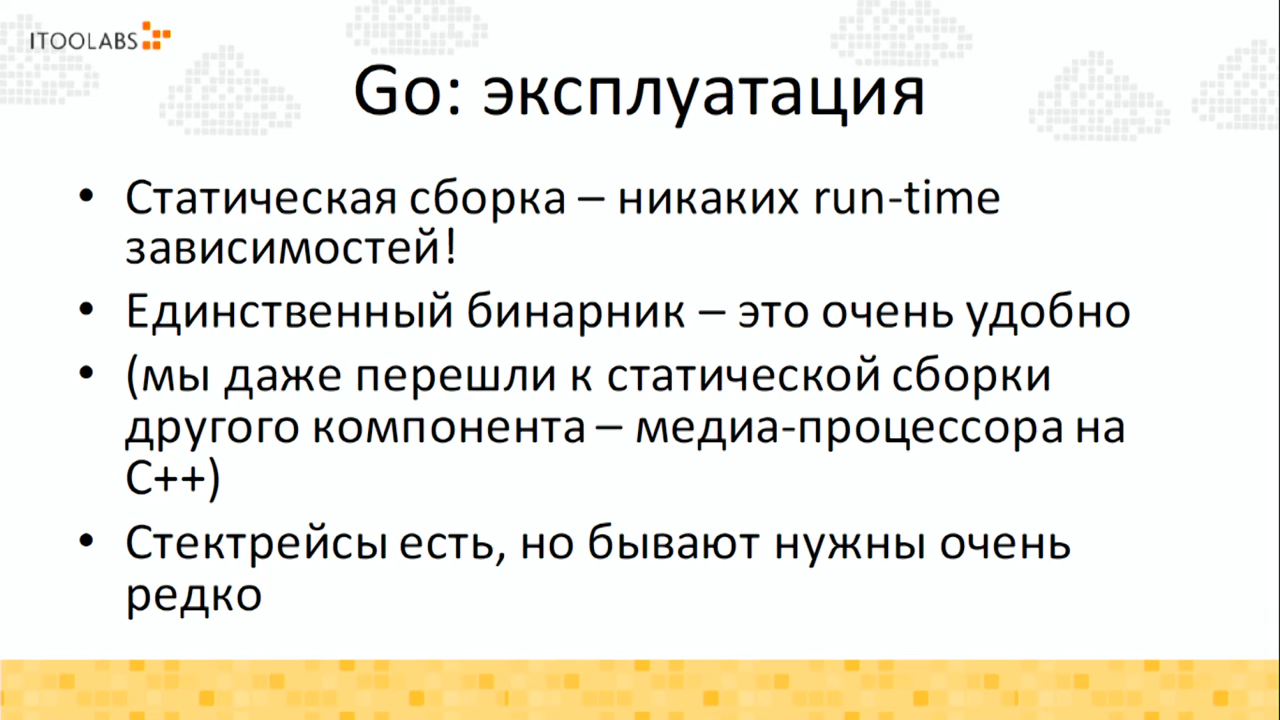 ITOOLABS
Go: эксплуатация
• Статическая сборка – никаких run-time
зависимостей!
• Единственный бинарник – это очень удобно
• (мы даже перешли к статической сборки
другого компонента – медиа-процессора на
C++)
• Стектрейсы есть, но бывают нужны очень
редко